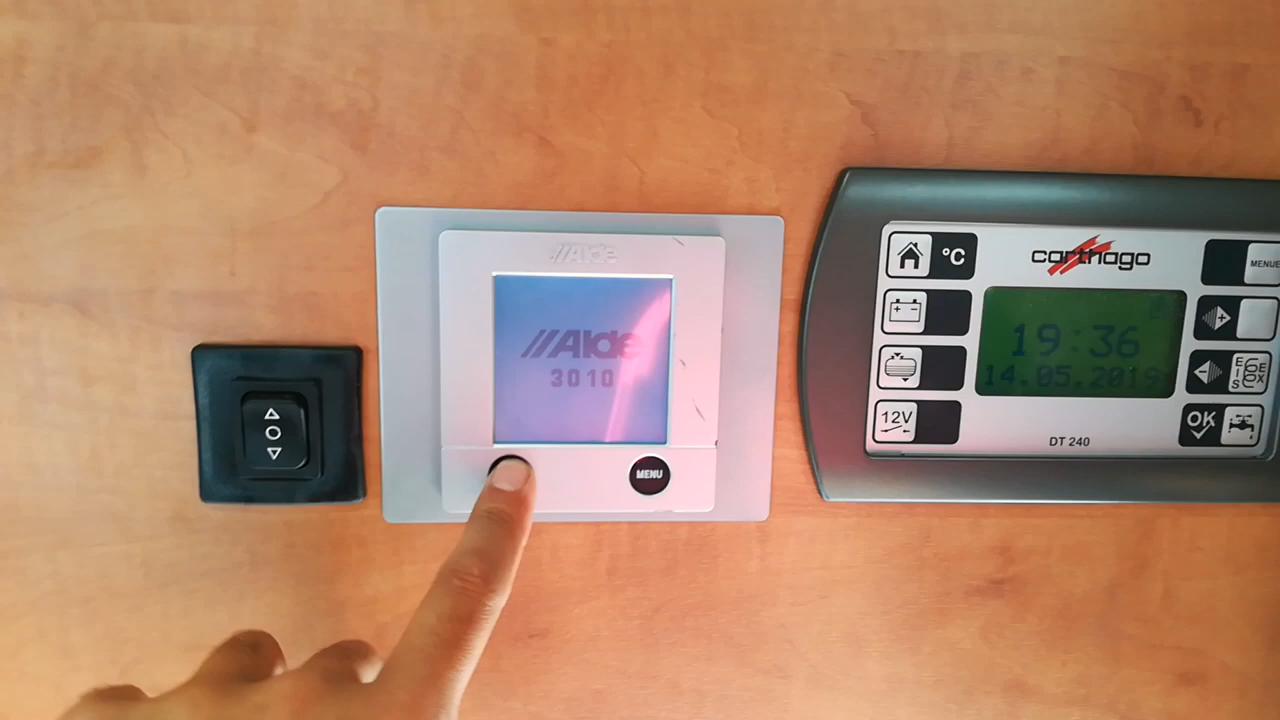 //Alde
//Alde
3010
MENU
°C
carthago
MENUE
19:36
14.05.2019
12V
OK
DT 240